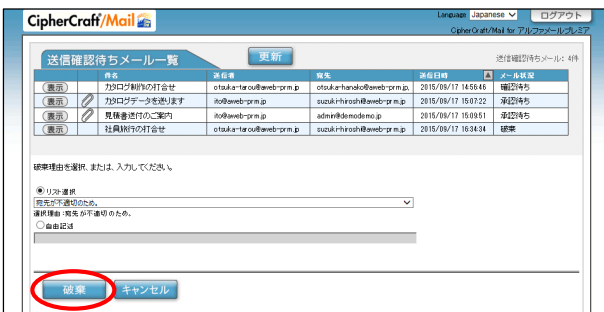 CipherCraft/Mail
Language Japanese ログアウト
CipherCraft/Mail for アルファメールプレミア
送信確認待ちメール一覧 更新 送信確認待ちメール: 4件
件名 送信者 宛先 送信日時 メール状況
表示 カタログ制作の打合せ otsuka-tarou@aweb-prm.jp otsuka-hanako@aweb-prm.jp, 2015/09/17 14:56:46 確認待ち
表示 カタログデータを送ります ito@aweb-prm.jp suzuki-hiroshi@aweb-prm.jp 2015/09/17 15:07:22 承認待ち
表示 見積書送付のご案内 ito@aweb-prm.jp admin@demodemo.jp 2015/09/17 15:09:51 承認待ち
表示 社員旅行の打合せ otsuka-tarou@aweb-prm.jp suzuki-hiroshi@aweb-prm.jp 2015/09/17 16:34:34 破棄
破棄理由を選択、または、入力してください。
リスト選択
宛先が不適切のため。
選択理由:宛先が不適切のため。
自由記述
破棄 キャンセル